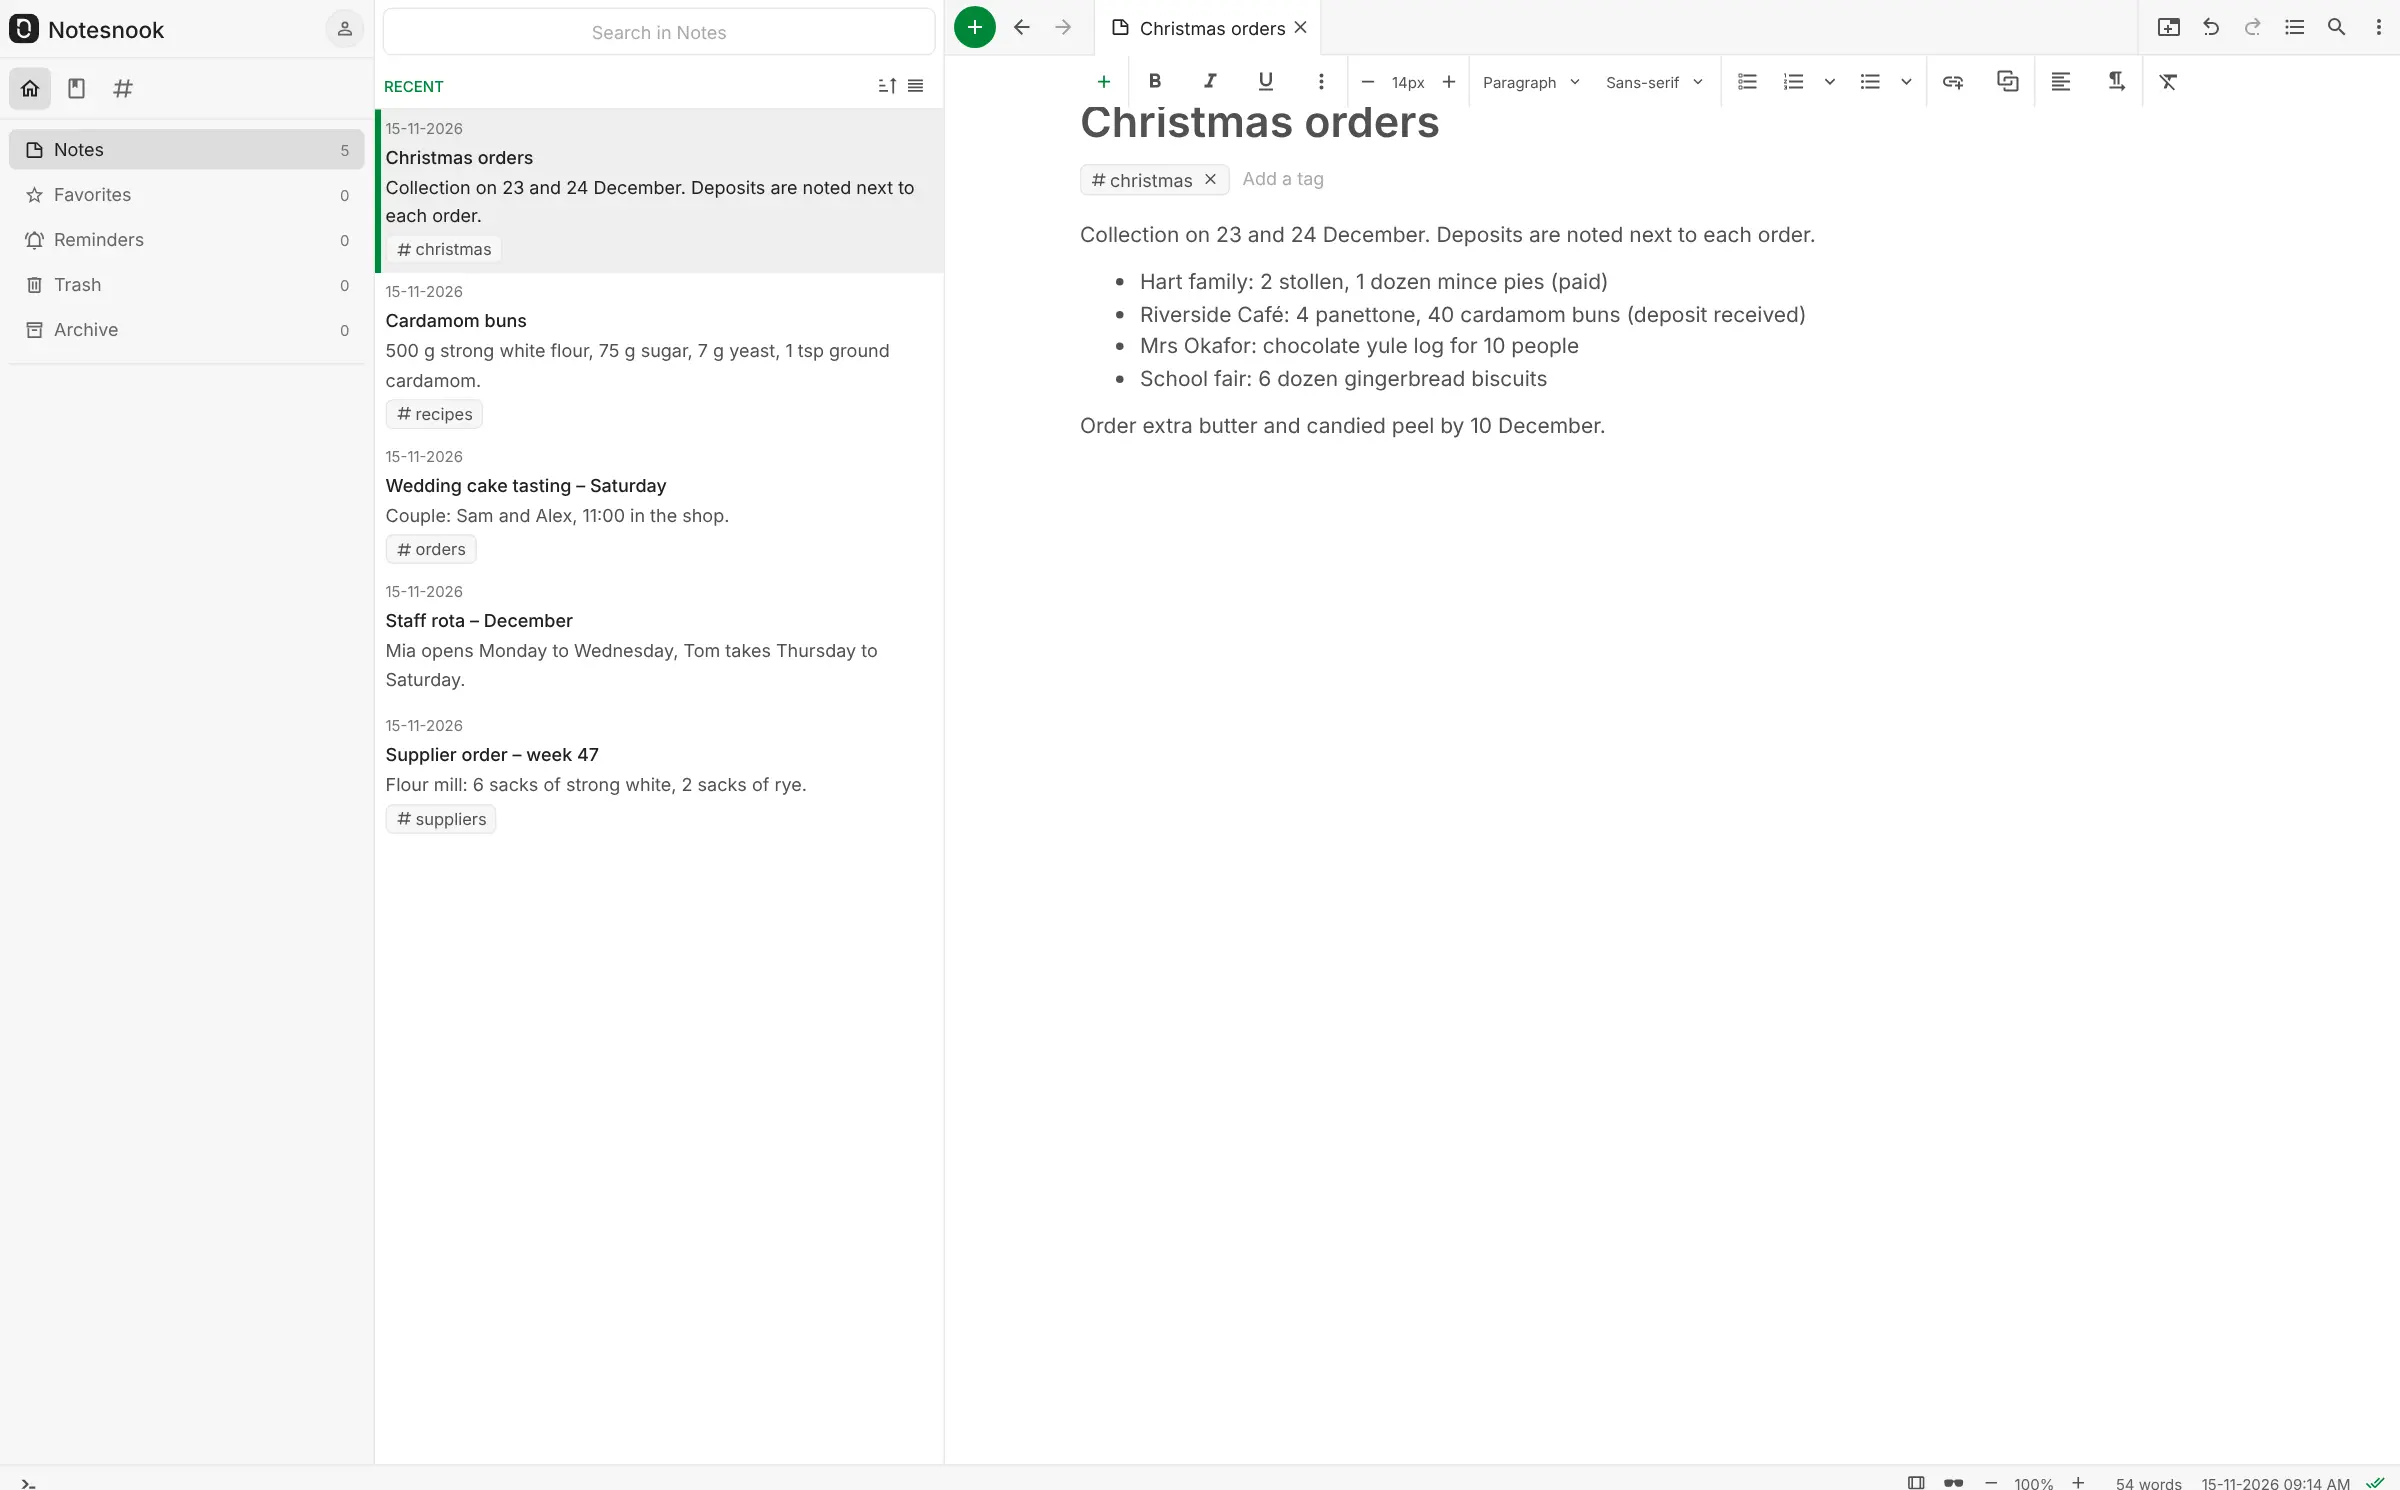 Notesnook
Notes 5
Favorites 0
Reminders 0
Trash 0
Archive 0
Search in Notes
RECENT
15-11-2026
Christmas orders
Collection on 23 and 24 December. Deposits are noted next to
each order.
# christmas
15-11-2026
Cardamom buns
500 g strong white flour, 75 g sugar, 7 g yeast, 1 tsp ground
cardamom.
# recipes
15-11-2026
Wedding cake tasting – Saturday
Couple: Sam and Alex, 11:00 in the shop.
# orders
15-11-2026
Staff rota – December
Mia opens Monday to Wednesday, Tom takes Thursday to
Saturday.
15-11-2026
Supplier order – week 47
Flour mill: 6 sacks of strong white, 2 sacks of rye.
# suppliers
Christmas orders
14px Paragraph Sans-serif
Christmas orders
# christmas Add a tag
Collection on 23 and 24 December. Deposits are noted next to each order.
• Hart family: 2 stollen, 1 dozen mince pies (paid)
• Riverside Café: 4 panettone, 40 cardamom buns (deposit received)
• Mrs Okafor: chocolate yule log for 10 people
• School fair: 6 dozen gingerbread biscuits
Order extra butter and candied peel by 10 December.
100% 54 words 15-11-2026 09:14 AM